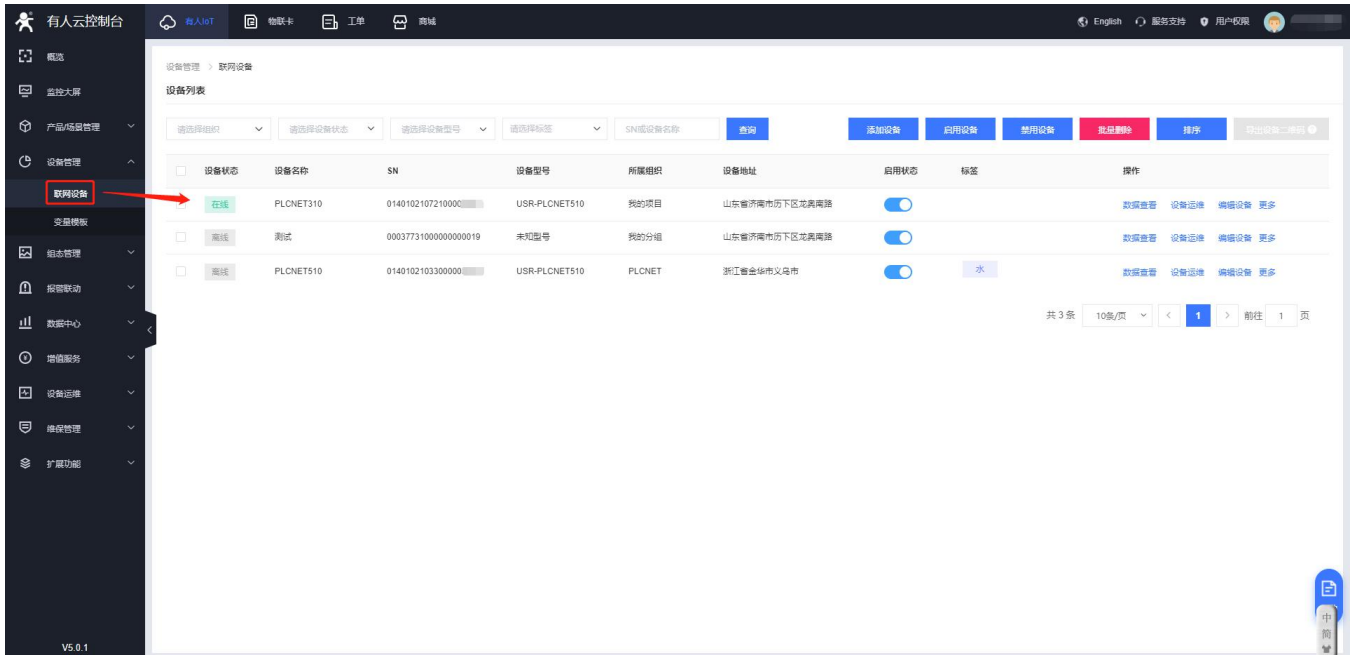 有人云控制台 有人IoT 物联卡 工单 商城 English 服务支持 用户权限
概览
监控大屏
产品/场景管理
设备管理
联网设备
变量模板
组态管理
报警联动
数据中心
增值服务
设备运维
维保管理
扩展功能
V5.0.1
设备管理 > 联网设备
设备列表
请选择组织 请选择设备状态 请选择设备型号 请选择标签 SN或设备名称 查询 添加设备 启用设备 禁用设备 批量删除 排序 导出设备二维码
设备状态 设备名称 SN 设备型号 所属组织 设备地址 启用状态 标签 操作
在线 PLCNET310 0140102107210000 USR-PLCNET510 我的项目 山东省济南市历下区龙奥南路 数据查看 设备运维 编辑设备 更多
离线 测试 00037731000000000019 未知型号 我的分组 山东省济南市历下区龙奥南路 数据查看 设备运维 编辑设备 更多
离线 PLCNET510 0140102103300000 USR-PLCNET510 PLCNET 浙江省金华市义乌市 水 数据查看 设备运维 编辑设备 更多
共 3 条 10条/页 < 1 > 前往 1 页
中
简